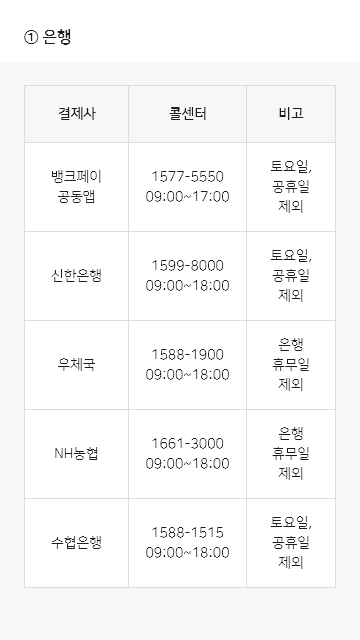 ① 은행
결제사 콜센터 비고
뱅크페이
공동앱
1577-5550
09:00~17:00
토요일,
공휴일
제외
신한은행
1599-8000
09:00~18:00
토요일,
공휴일
제외
우체국
1588-1900
09:00~18:00
은행
휴무일
제외
NH농협
1661-3000
09:00~18:00
은행
휴무일
제외
수협은행
1588-1515
09:00~18:00
토요일,
공휴일
제외